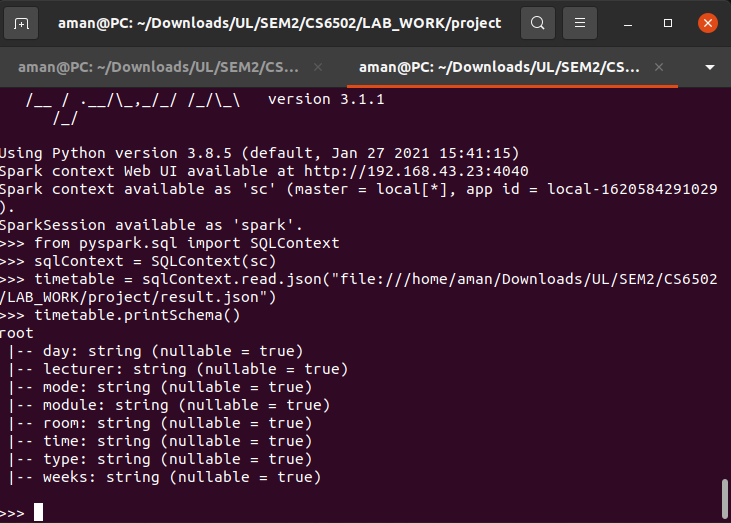 aman@PC: ~/Downloads/UL/SEM2/CS6502/LAB_WORK/project
aman@PC: ~/Downloads/UL/SEM2/CS...
aman@PC: ~/Downloads/UL/SEM2/CS...
/__ / .__/\_,_/_/ /_/\_\   version 3.1.1
/_/
Using Python version 3.8.5 (default, Jan 27 2021 15:41:15)
Spark context Web UI available at http://192.168.43.23:4040
Spark context available as 'sc' (master = local[*], app id = local-1620584291029
).
SparkSession available as 'spark'.
>>> from pyspark.sql import SQLContext
>>> sqlContext = SQLContext(sc)
>>> timetable = sqlContext.read.json("file:///home/aman/Downloads/UL/SEM2/CS6502
/LAB_WORK/project/result.json")
>>> timetable.printSchema()
root
 |-- day: string (nullable = true)
 |-- lecturer: string (nullable = true)
 |-- mode: string (nullable = true)
 |-- module: string (nullable = true)
 |-- room: string (nullable = true)
 |-- time: string (nullable = true)
 |-- type: string (nullable = true)
 |-- weeks: string (nullable = true)
>>>